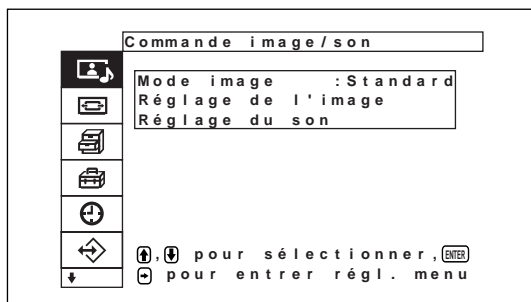 Commande image/son
Mode image :Standard
Réglage de l'image
Réglage du son
, pour sélectionner, ENTER
pour entrer régl. menu